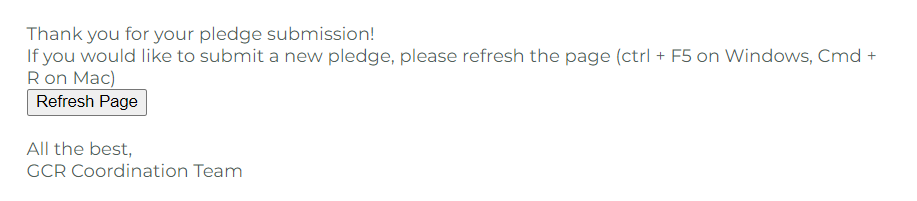 Thank you for your pledge submission!
If you would like to submit a new pledge, please refresh the page (ctrl + F5 on Windows, Cmd +
R on Mac)
Refresh Page
All the best,
GCR Coordination Team